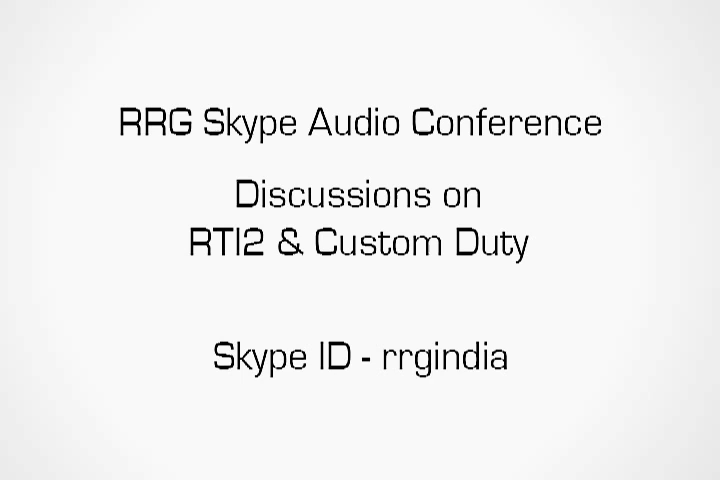 RRG Skype Audio Conference
Discussions on
RTI2 & Custom Duty
Skype ID - rrgindia